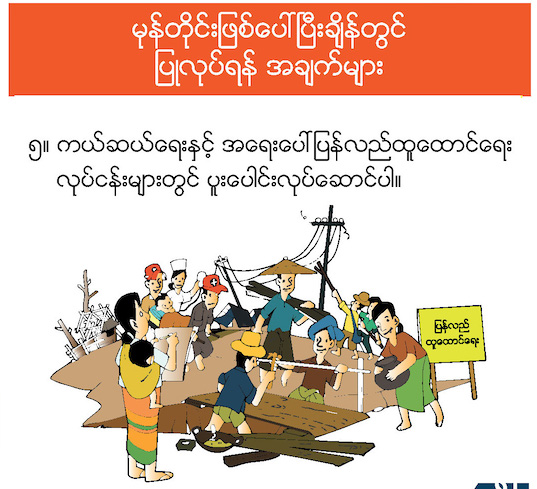 မုန်တိုင်းဖြစ်ပေါ်ပြီးချိန်တွင်
ပြုလုပ်ရန် အချက်များ
၅။ ကယ်ဆယ်ရေးနှင့် အရေးပေါ်ပြန်လည်ထူထောင်ရေး
လုပ်ငန်းများတွင် ပူးပေါင်းလုပ်ဆောင်ပါ။
ပြန်လည်
ထူထောင်ရေး